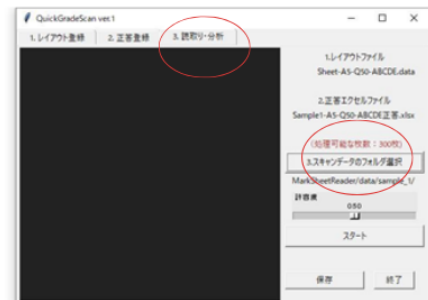 QuickGradeScan ver.1
1. レイアウト登録
2. 正答登録
3. 読取り・分析
1.レイアウトファイル
Sheet-A5-Q50-ABCDE.data
2.正答エクセルファイル
Sample1-A5-Q50-ABCDE正答.xlsx
(処理可能な枚数：300枚)
3.スキャンデータのフォルダ選択
MarkSheetReader/data/sample_1/
許容度
050
スタート
保存
終了